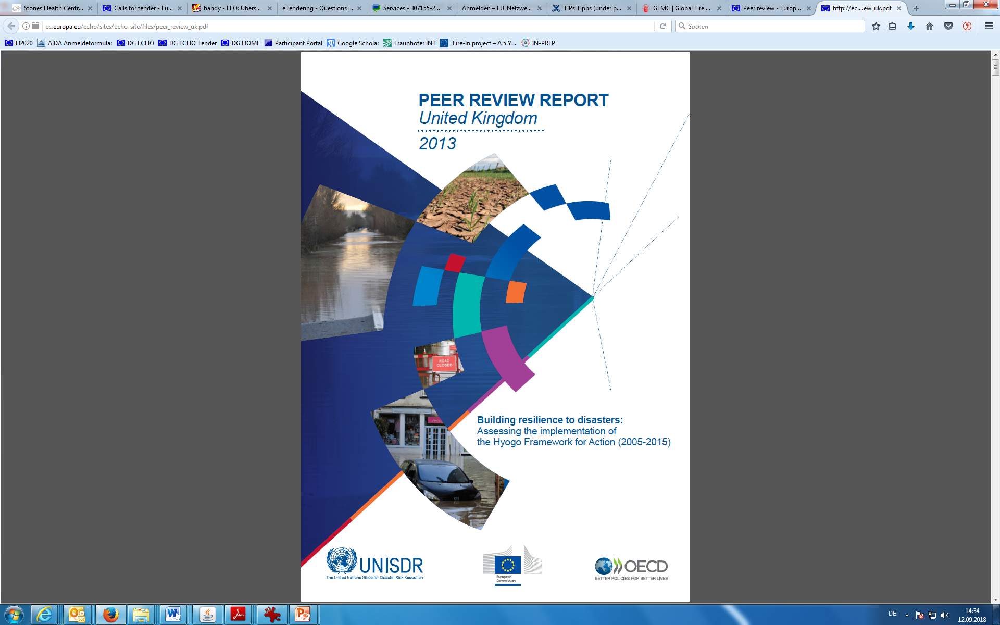 Stones Health Centr...
Calls for tender - Eu...
handy - LEO: Übers...
eTendering - Questions ...
Services - 307155-2...
Anmelden – EU_Netzwe...
TIPs Tipps (under p...
GFMC | Global Fire ...
Peer review - Europ...
http://ec....ew_uk.pdf
ec.europa.eu/echo/sites/echo-site/files/peer_review_uk.pdf
Suchen
H2020
AIDA Anmeldeformular
DG ECHO
DG ECHO Tender
DG HOME
Participant Portal
Google Scholar
Fraunhofer INT
Fire-In project – A 5 Y...
IN-PREP
PEER REVIEW REPORT
United Kingdom
2013
ROAD
CLOSED
Building resilience to disasters:
Assessing the implementation of
the Hyogo Framework for Action (2005-2015)
UNISDR
The United Nations Office for Disaster Risk Reduction
European
Commission
OECD
BETTER POLICIES FOR BETTER LIVES
DE
14:34
12.09.2018